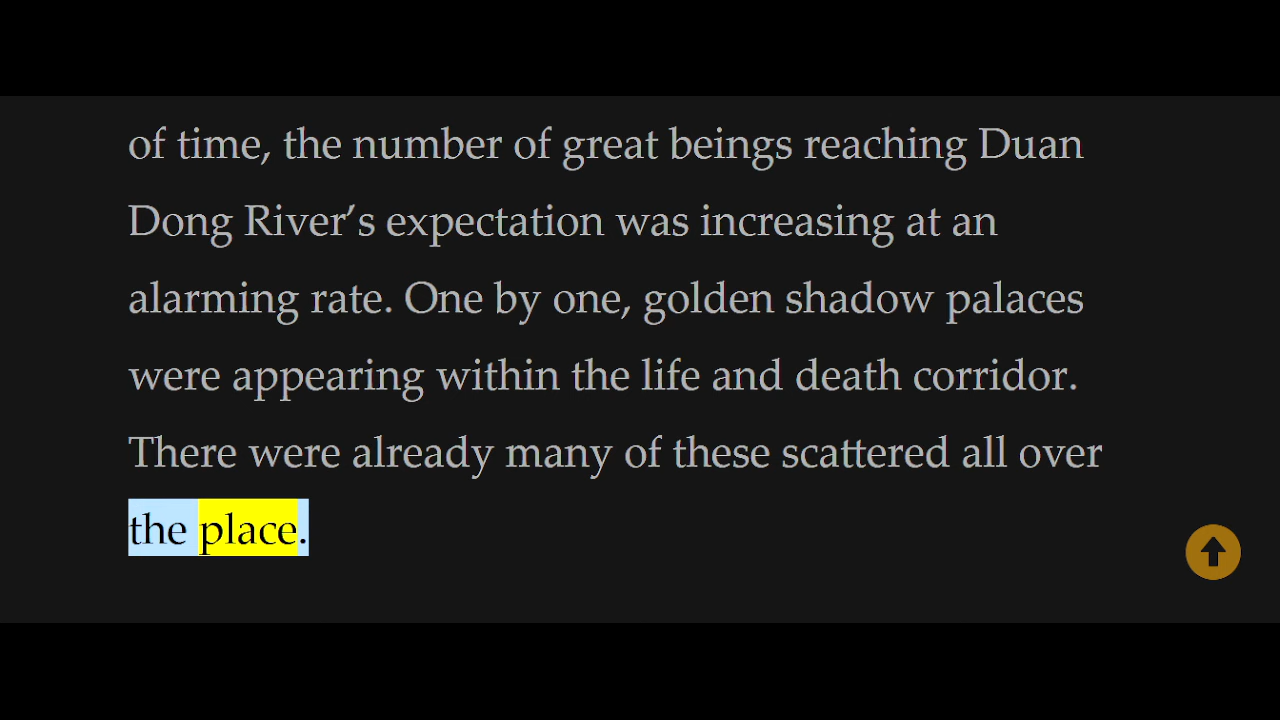 of time, the number of great beings reaching Duan
Dong River’s expectation was increasing at an
alarming rate. One by one, golden shadow palaces
were appearing within the life and death corridor.
There were already many of these scattered all over
the place.